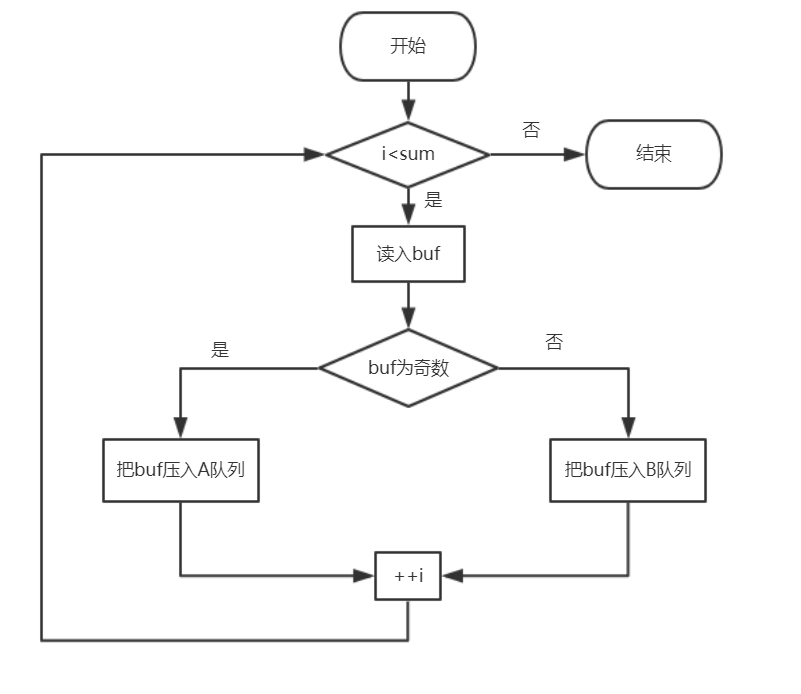 开始
i<sum
否
结束
是
读入buf
buf为奇数
是
否
把buf压入A队列
把buf压入B队列
++i